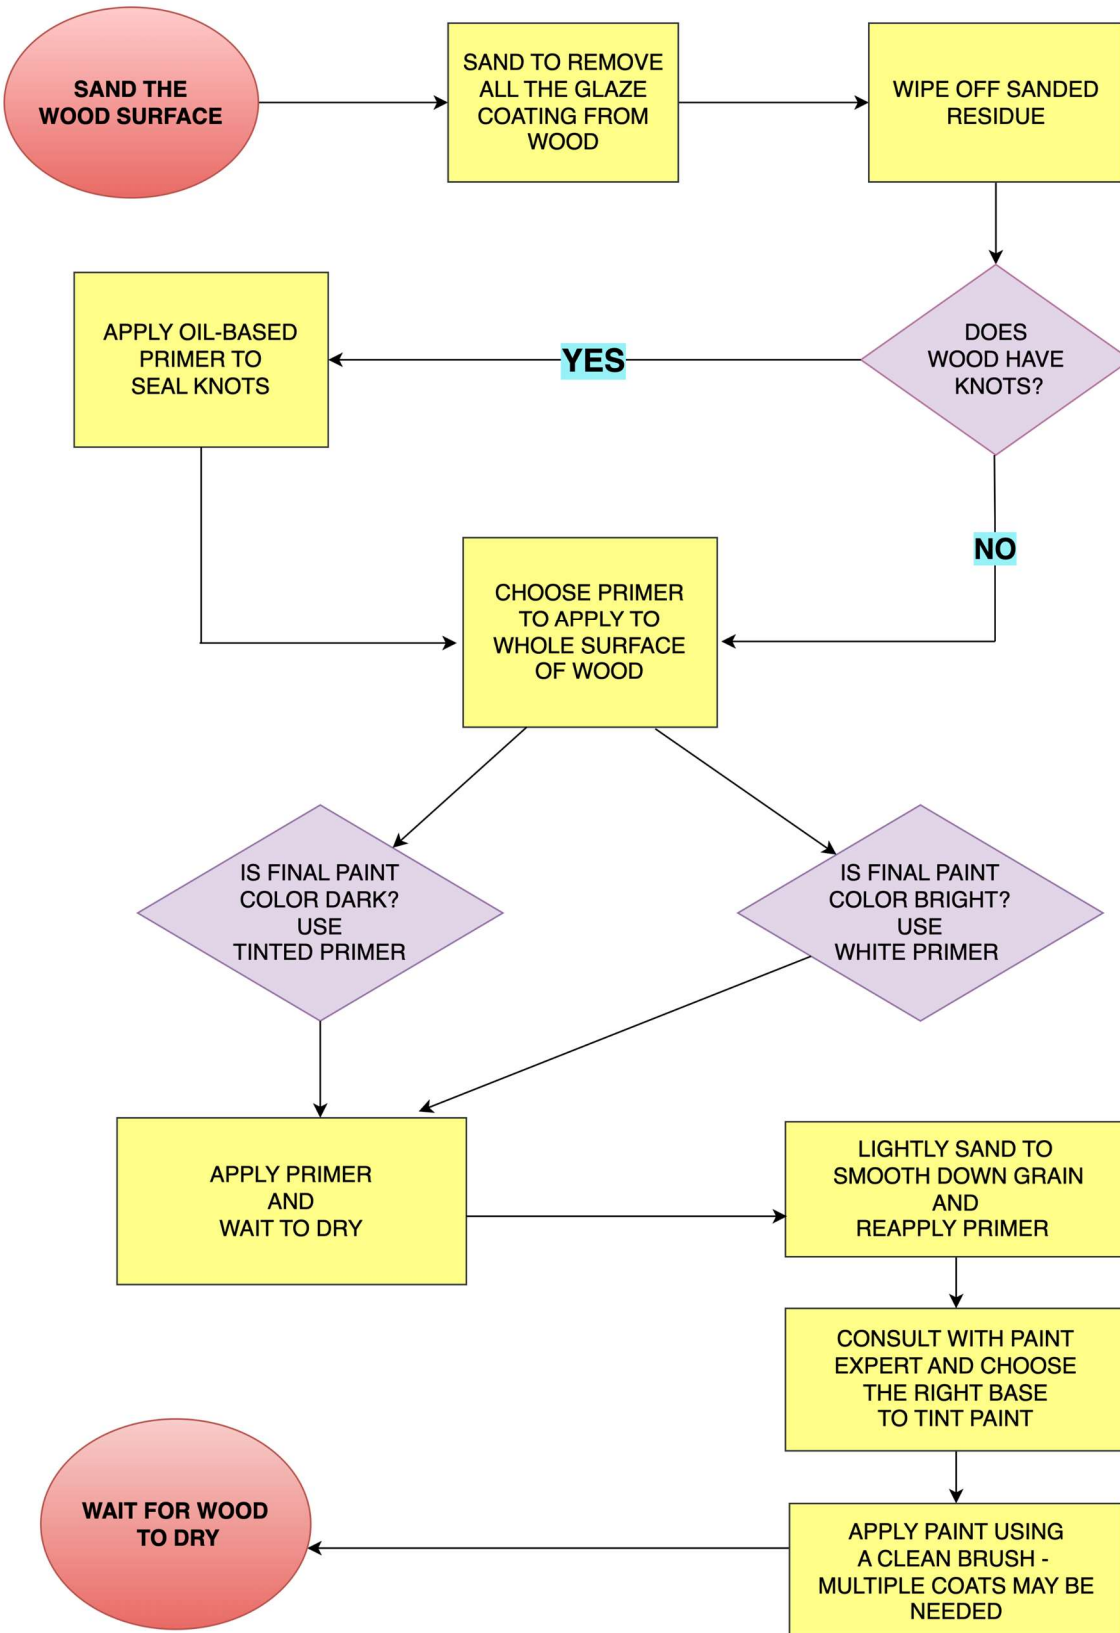 SAND THE
WOOD SURFACE
SAND TO REMOVE
ALL THE GLAZE
COATING FROM
WOOD
WIPE OFF SANDED
RESIDUE
DOES
WOOD HAVE
KNOTS?
YES
APPLY OIL-BASED
PRIMER TO
SEAL KNOTS
NO
CHOOSE PRIMER
TO APPLY TO
WHOLE SURFACE
OF WOOD
IS FINAL PAINT
COLOR DARK?
USE
TINTED PRIMER
IS FINAL PAINT
COLOR BRIGHT?
USE
WHITE PRIMER
APPLY PRIMER
AND
WAIT TO DRY
LIGHTLY SAND TO
SMOOTH DOWN GRAIN
AND
REAPPLY PRIMER
CONSULT WITH PAINT
EXPERT AND CHOOSE
THE RIGHT BASE
TO TINT PAINT
APPLY PAINT USING
A CLEAN BRUSH -
MULTIPLE COATS MAY BE
NEEDED
WAIT FOR WOOD
TO DRY